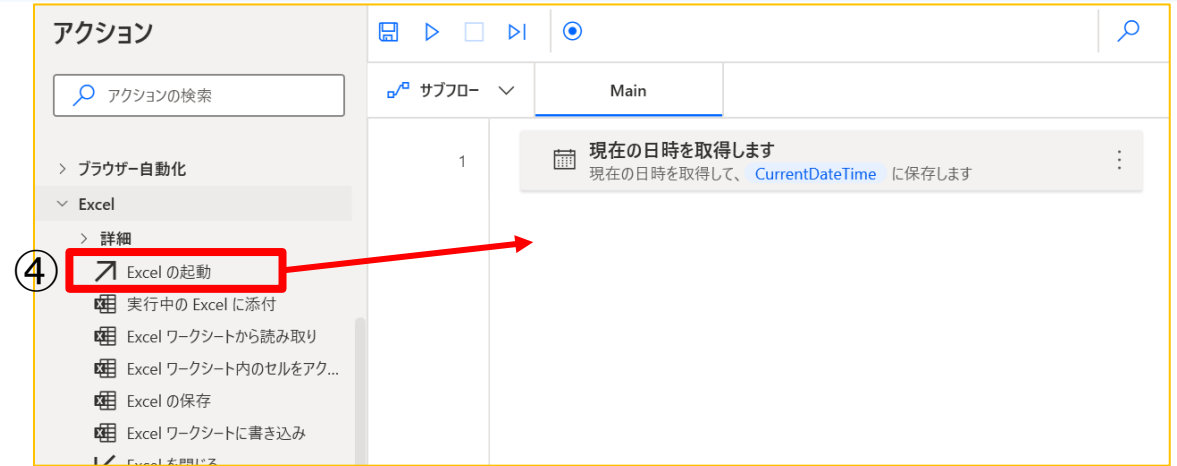 アクション
アクションの検索
ブラウザー自動化
Excel
詳細
④
Excel の起動
実行中の Excel に添付
Excel ワークシートから読み取り
Excel ワークシート内のセルをアク...
Excel の保存
Excel ワークシートに書き込み
Excel を閉じる
サブフロー
Main
1
現在の日時を取得します
現在の日時を取得して、 CurrentDateTime に保存します